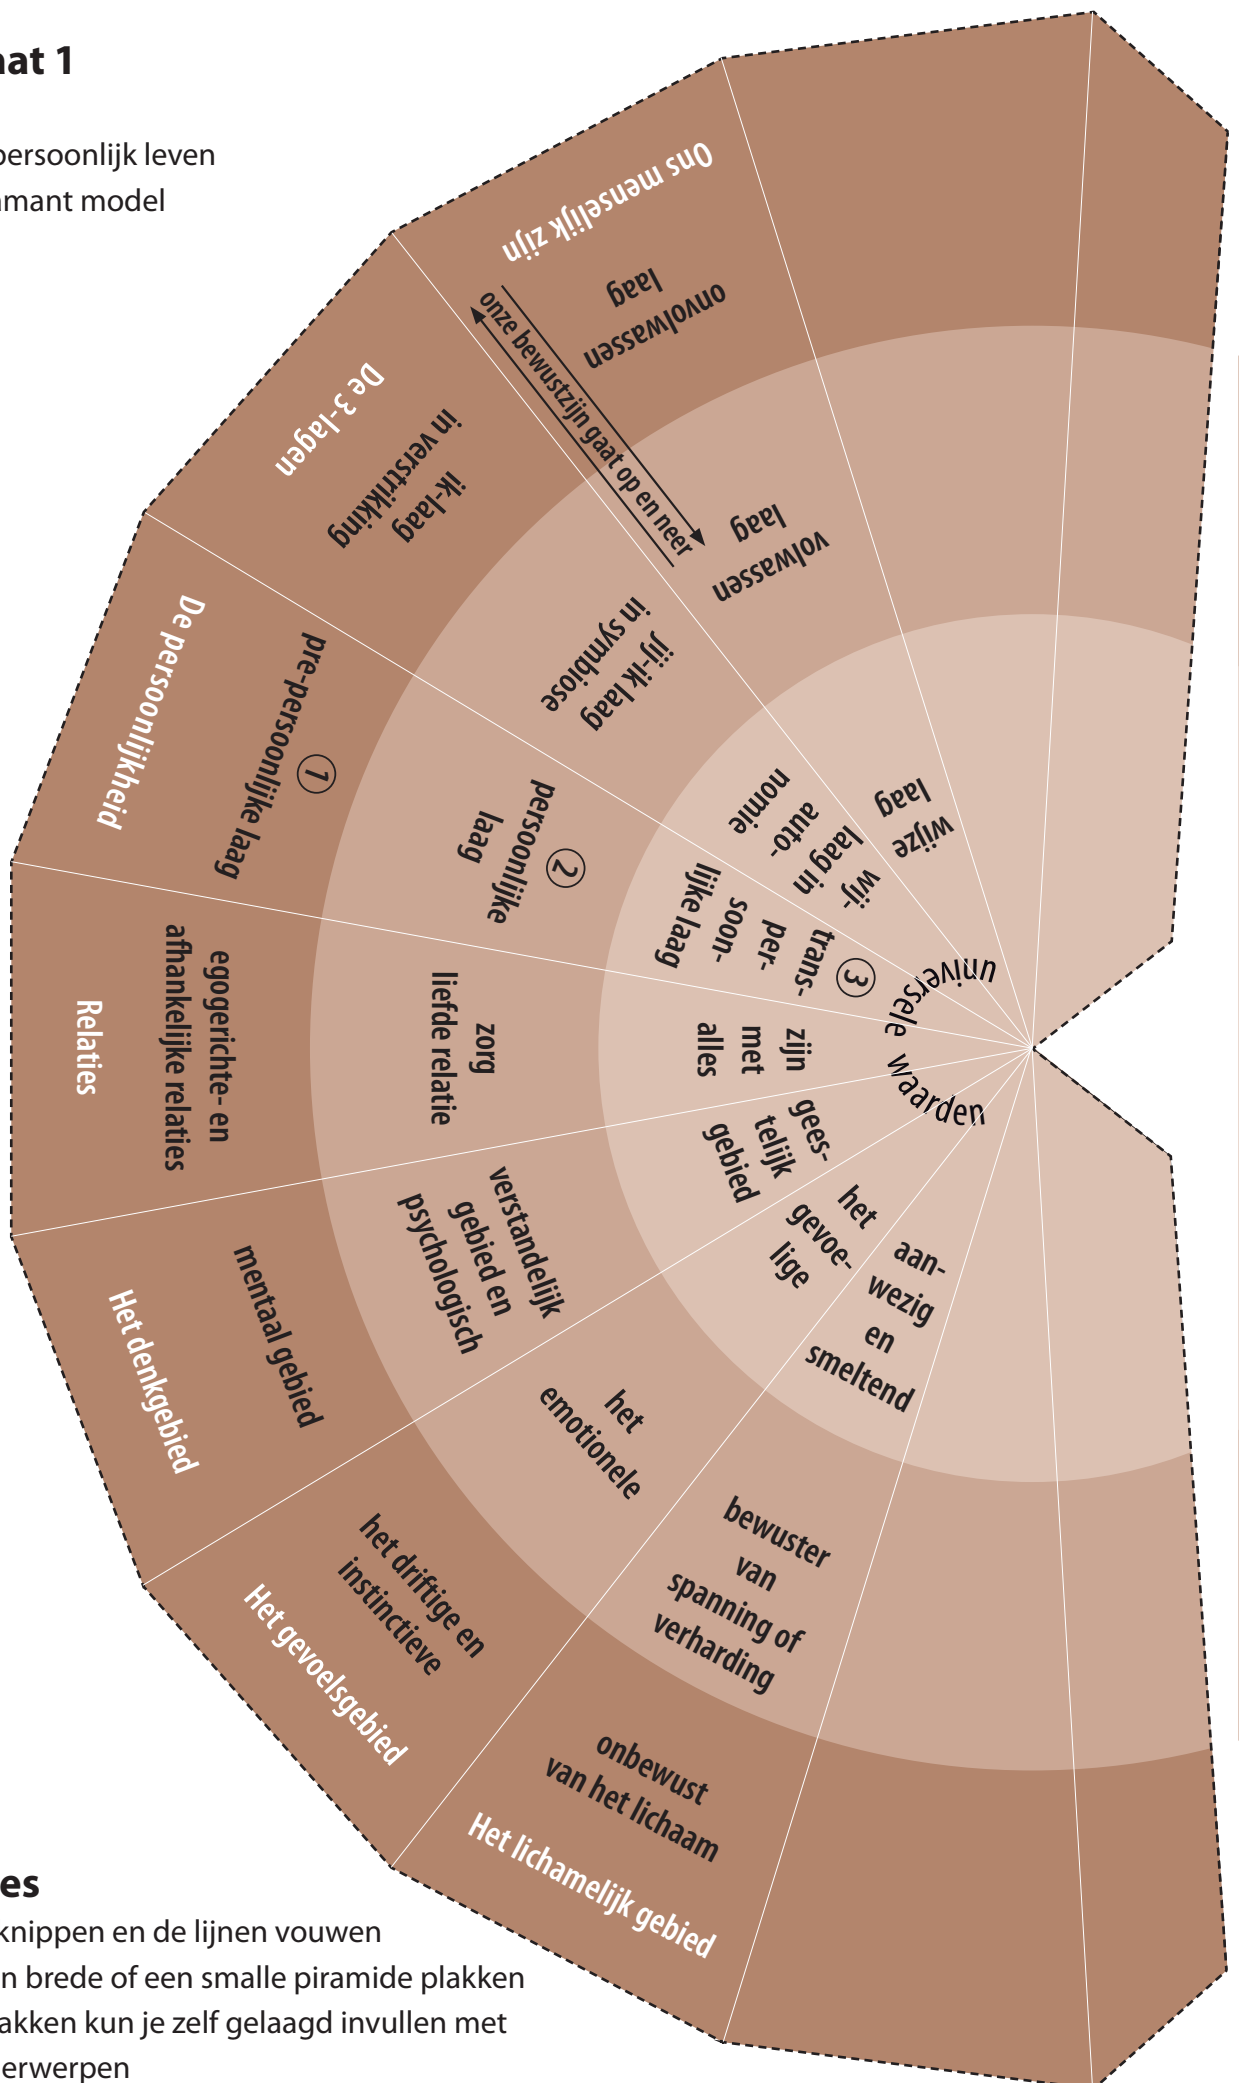 aat 1
persoonlijk leven
amant model
Ons menselijk zijn
onvolwassen
laag
volwassen
laag
wijze
laag
onze bewustzijn gaat op en neer
De 3-lagen
ik-laag
in verstrikking
jij-ik laag
in symbiose
wij-
laag in
auto-
nomie
De persoonlijkheid
1
pre-persoonlijke laag
2
persoonlijke
laag
3
trans-
per-
soon-
lijke laag
Relaties
egogerichte- en
afhankelijke relaties
zorg
liefde relatie
zijn
met
alles
universele waarden
Het denkgebied
mentaal gebied
verstandelijk
gebied en
psychologisch
gees-
telijk
gebied
Het gevoelsgebied
het driftige en
instinctieve
het
emotionele
het
gevoe-
lige
Het lichamelijk gebied
onbewust
van het lichaam
bewuster
van
spanning of
verharding
aan-
wezig
en
smeltend
es
knippen en de lijnen vouwen
n brede of een smalle piramide plakken
akken kun je zelf gelaagd invullen met
erwerpen